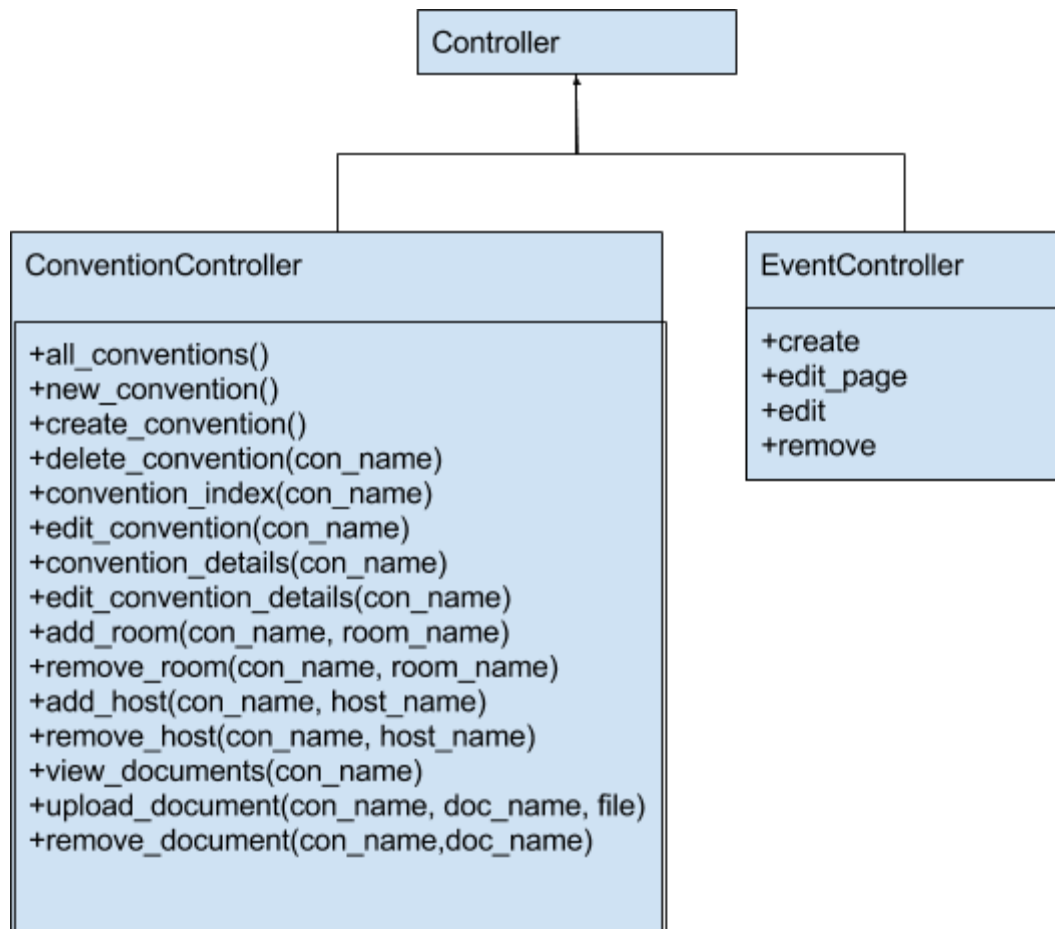 Controller
ConventionController
+all_conventions()
+new_convention()
+create_convention()
+delete_convention(con_name)
+convention_index(con_name)
+edit_convention(con_name)
+convention_details(con_name)
+edit_convention_details(con_name)
+add_room(con_name, room_name)
+remove_room(con_name, room_name)
+add_host(con_name, host_name)
+remove_host(con_name, host_name)
+view_documents(con_name)
+upload_document(con_name, doc_name, file)
+remove_document(con_name,doc_name)
EventController
+create
+edit_page
+edit
+remove